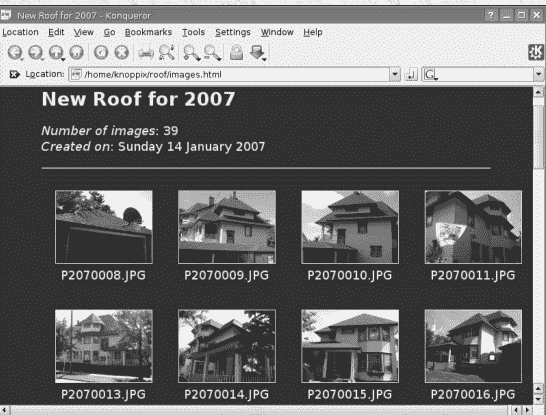 New Roof for 2007 - Konqueror
Location Edit View Go Bookmarks Tools Settings Window Help
Location: /home/knoppix/roof/images.html
New Roof for 2007
Number of images: 39
Created on: Sunday 14 January 2007
P2070008.JPG P2070009.JPG P2070010.JPG P2070011.JPG
P2070013.JPG P2070014.JPG P2070015.JPG P2070016.JPG